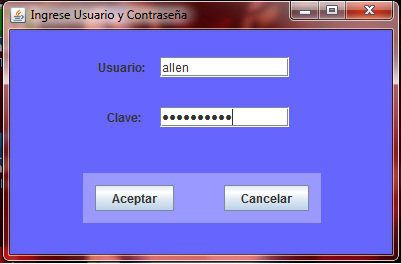 Ingrese Usuario y Contraseña
Usuario: allen
Clave: ••••••••••
Aceptar Cancelar